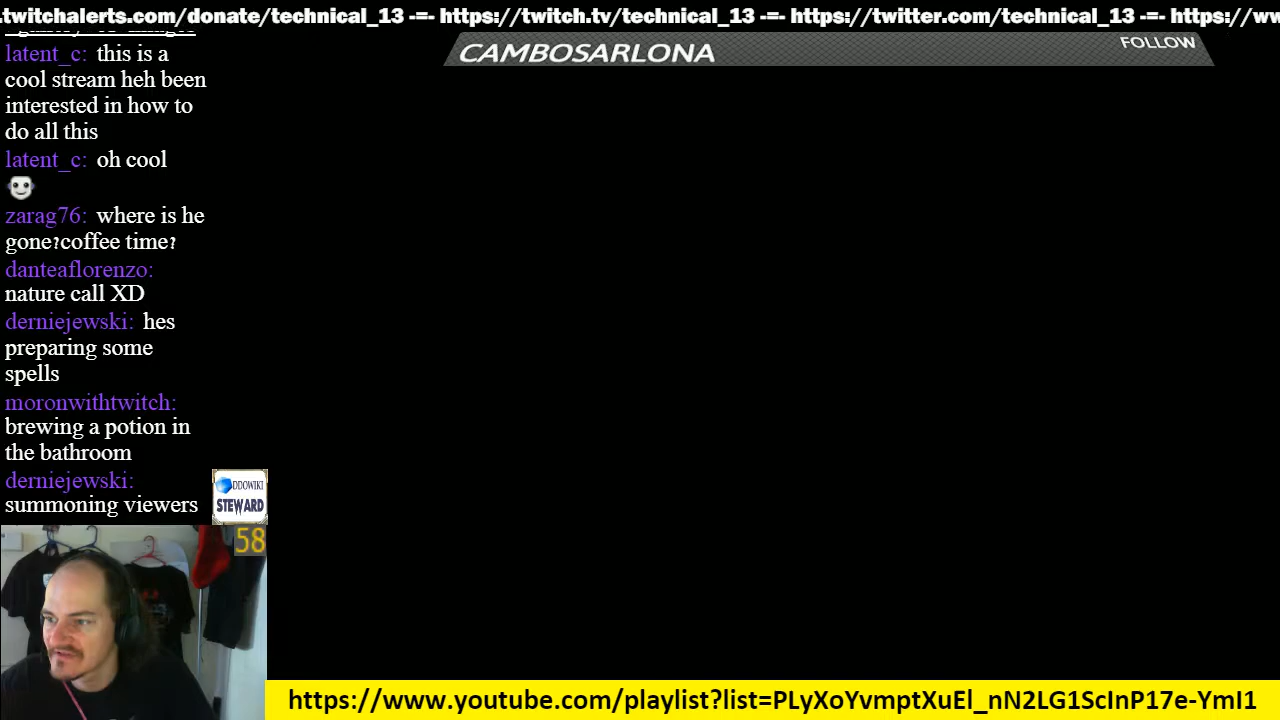 .twitchalerts.com/donate/technical_13 -=- https://twitch.tv/technical_13 -=- https://twitter.com/technical_13 -=- https://ww
CAMBOSARLONA
FOLLOW
latent_c: this is a
cool stream heh been
interested in how to
do all this
latent_c: oh cool
zarag76: where is he
gone?coffee time?
danteaflorenzo:
nature call XD
derniejewski: hes
preparing some
spells
moronwithtwitch:
brewing a potion in
the bathroom
derniejewski:
summoning viewers
DDOWIKI
STEWARD
58
https://www.youtube.com/playlist?list=PLyXoYvmptXuEl_nN2LG1ScInP17e-YmI1